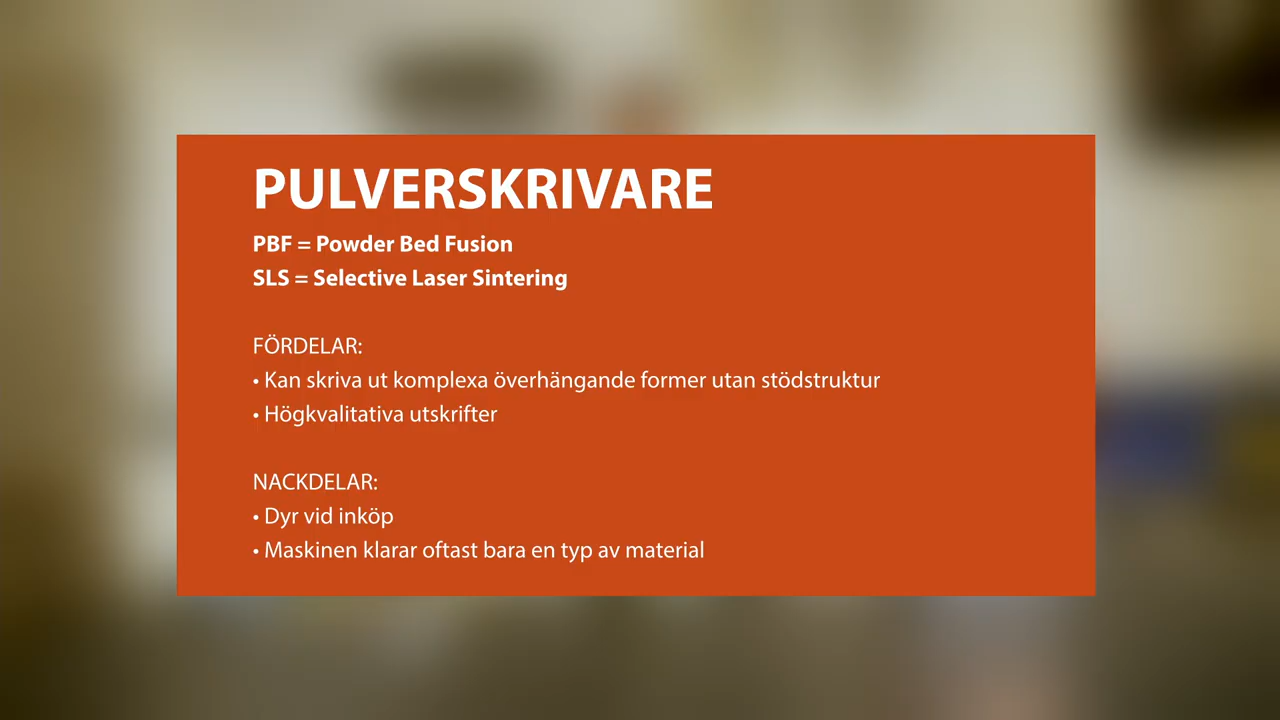 PULVERSKRIVARE
PBF = Powder Bed Fusion
SLS = Selective Laser Sintering
FÖRDELAR:
• Kan skriva ut komplexa överhängande former utan stödstruktur
• Högkvalitativa utskrifter
NACKDELAR:
• Dyr vid inköp
• Maskinen klarar oftast bara en typ av material